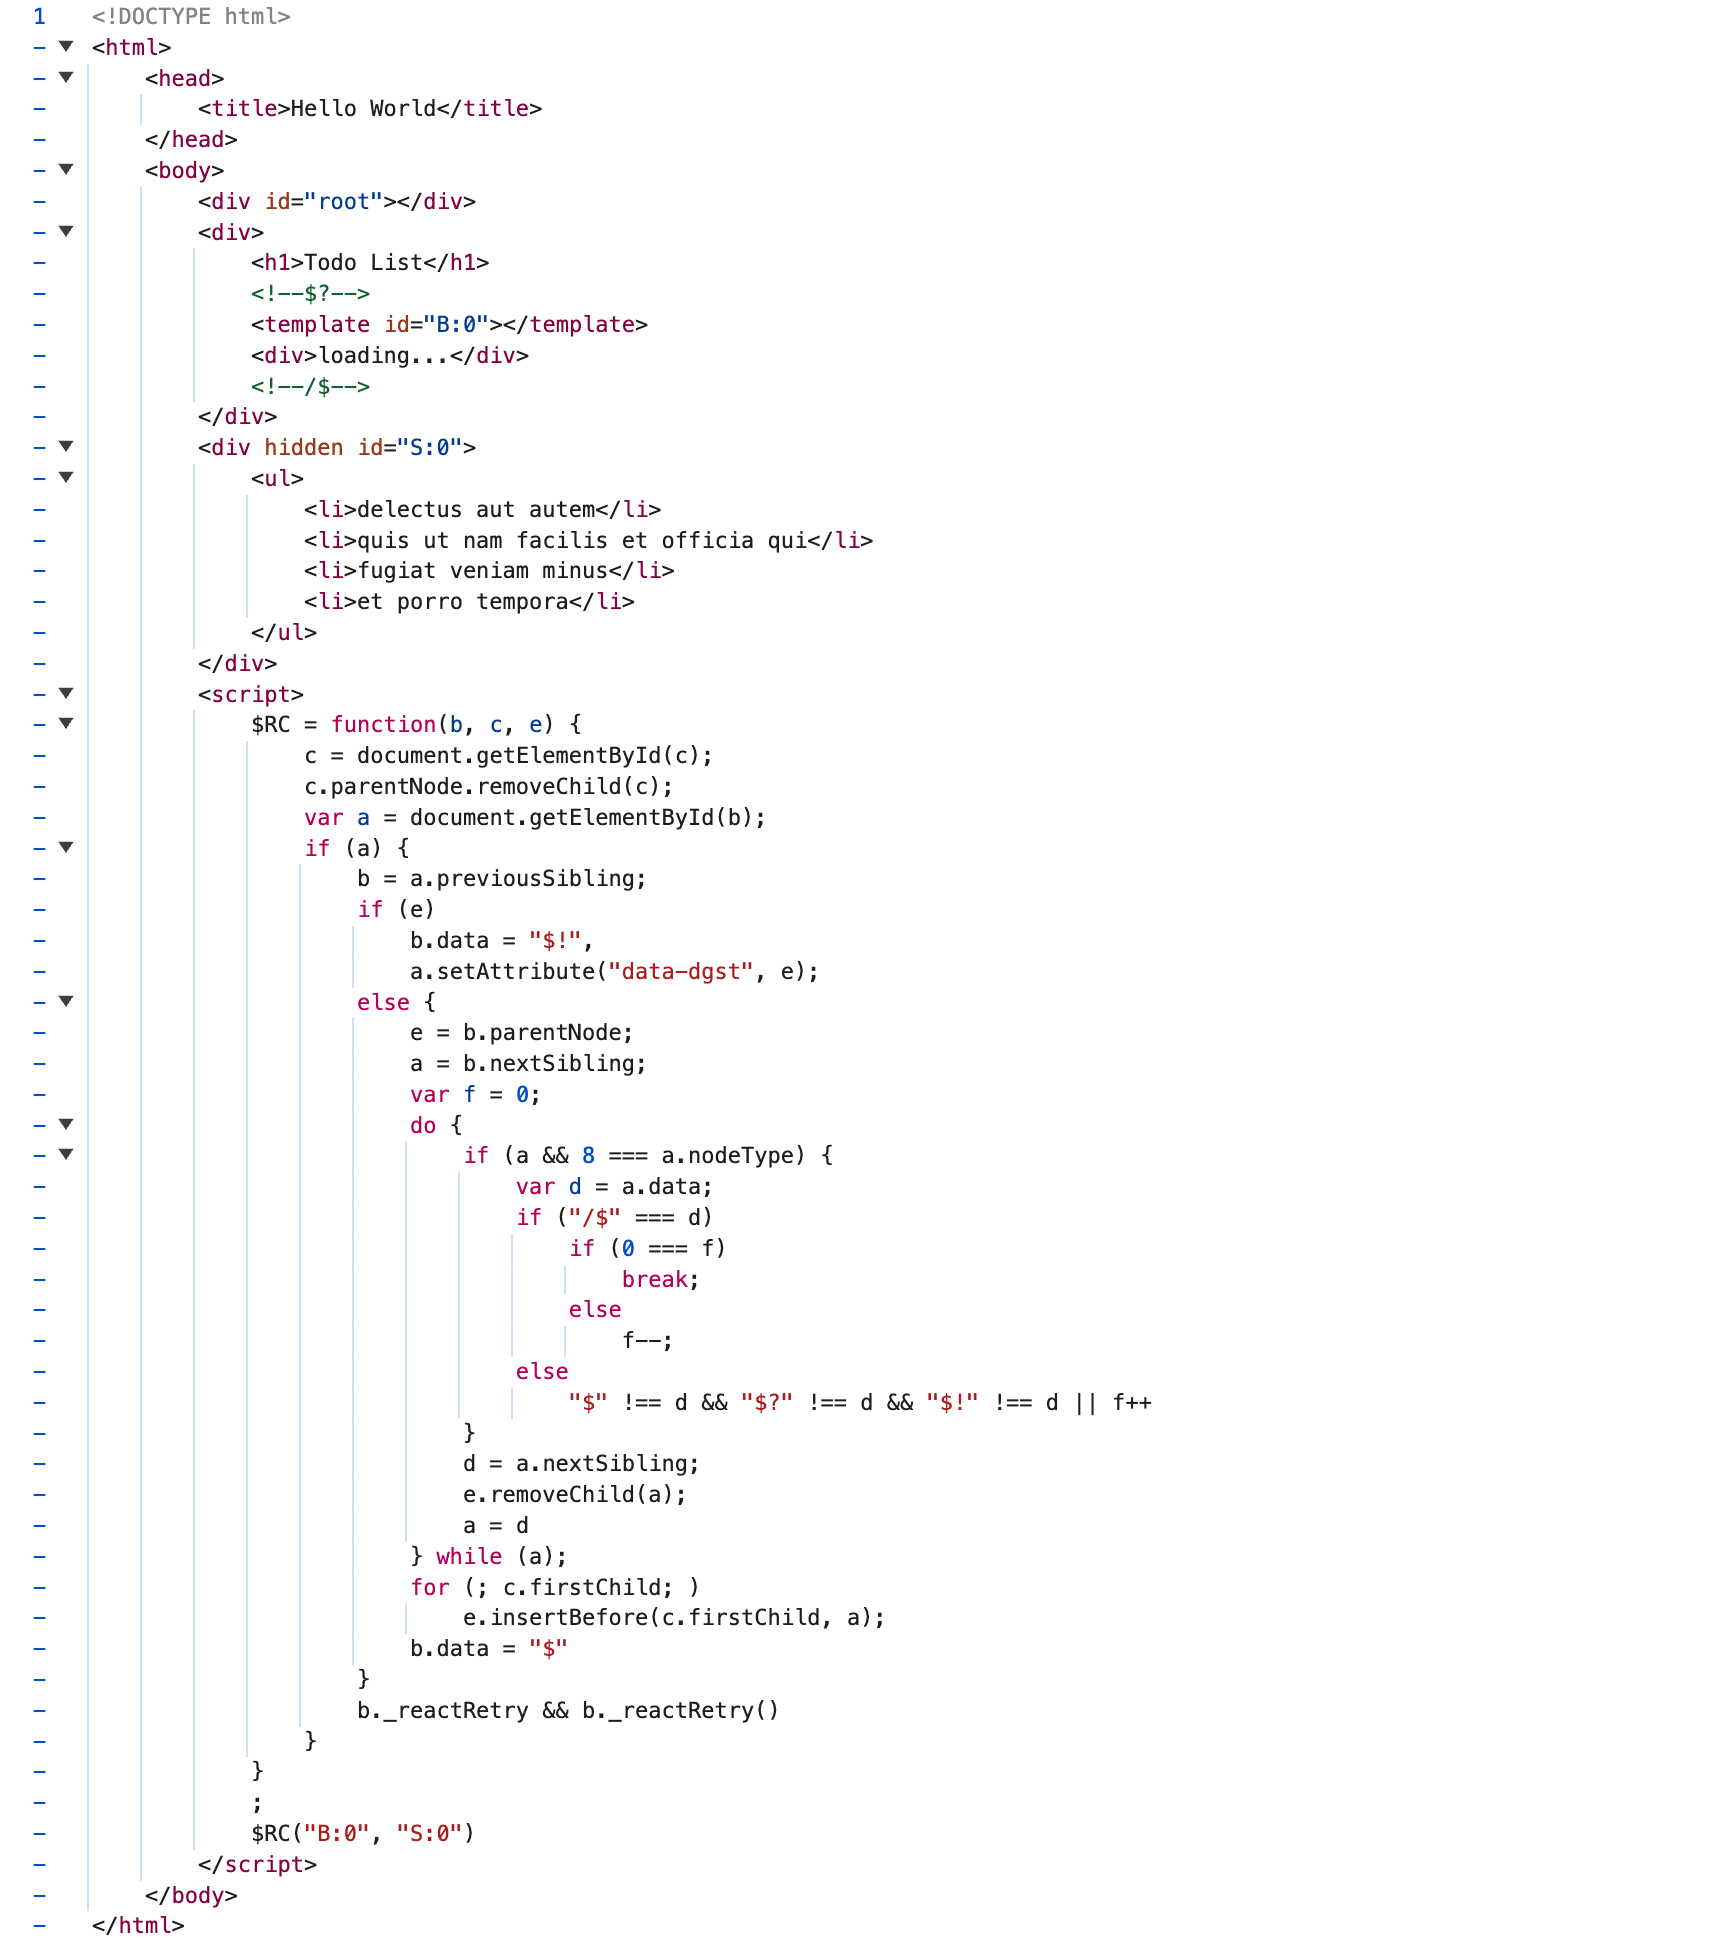 1 <!DOCTYPE html>
- ▼ <html>
- ▼     <head>
-         <title>Hello World</title>
-     </head>
- ▼     <body>
-         <div id="root"></div>
- ▼         <div>
-             <h1>Todo List</h1>
-             <!--$?-->
-             <template id="B:0"></template>
-             <div>loading...</div>
-             <!--/$-->
-         </div>
- ▼         <div hidden id="S:0">
- ▼             <ul>
-                 <li>delectus aut autem</li>
-                 <li>quis ut nam facilis et officia qui</li>
-                 <li>fugiat veniam minus</li>
-                 <li>et porro tempora</li>
-             </ul>
-         </div>
- ▼         <script>
- ▼             $RC = function(b, c, e) {
-                 c = document.getElementById(c);
-                 c.parentNode.removeChild(c);
-                 var a = document.getElementById(b);
- ▼                 if (a) {
-                     b = a.previousSibling;
-                     if (e)
-                         b.data = "$!",
-                         a.setAttribute("data-dgst", e);
- ▼                     else {
-                         e = b.parentNode;
-                         a = b.nextSibling;
-                         var f = 0;
- ▼                         do {
- ▼                             if (a && 8 === a.nodeType) {
-                                 var d = a.data;
-                                 if ("/$" === d)
-                                     if (0 === f)
-                                         break;
-                                     else
-                                         f--;
-                                 else
-                                     "$" !== d && "$?" !== d && "$!" !== d || f++
-                             }
-                             d = a.nextSibling;
-                             e.removeChild(a);
-                             a = d
-                         } while (a);
-                         for (; c.firstChild; )
-                             e.insertBefore(c.firstChild, a);
-                         b.data = "$"
-                     }
-                     b._reactRetry && b._reactRetry()
-                 }
-             }
-             ;
-             $RC("B:0", "S:0")
-         </script>
-     </body>
- </html>